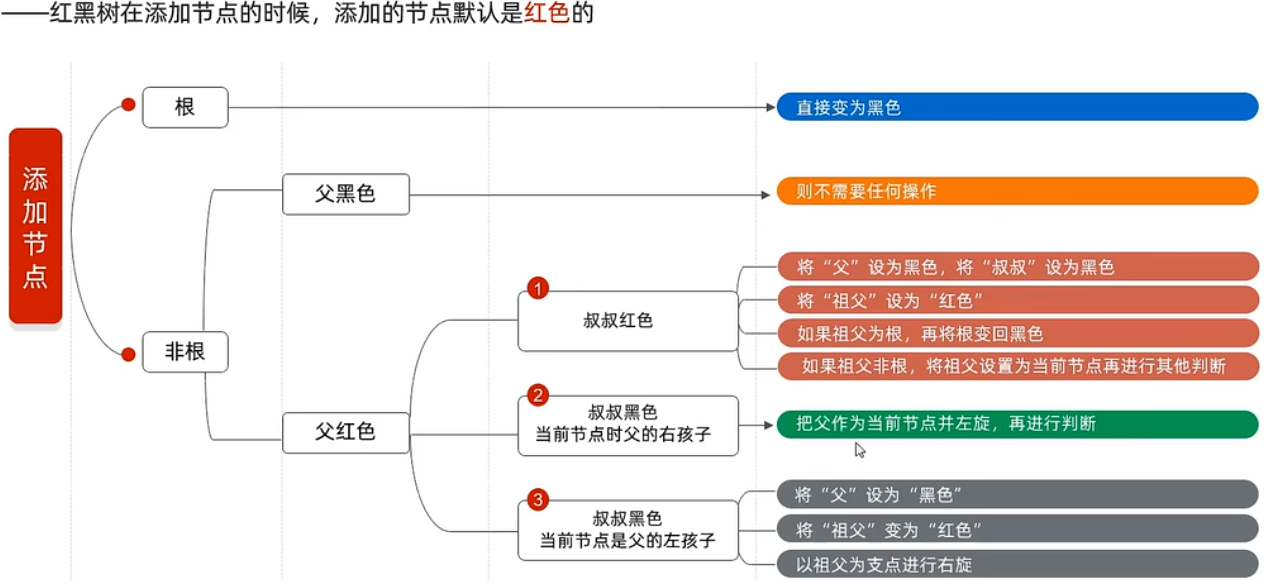 ——红黑树在添加节点的时候，添加的节点默认是红色的
添加节点
根
直接变为黑色
非根
父黑色
则不需要任何操作
父红色
1
叔叔红色
将“父”设为黑色，将“叔叔”设为黑色
将“祖父”设为“红色”
如果祖父为根，再将根变回黑色
如果祖父非根，将祖父设置为当前节点再进行其他判断
2
叔叔黑色
当前节点时父的右孩子
把父作为当前节点并左旋，再进行判断
3
叔叔黑色
当前节点是父的左孩子
将“父”设为“黑色”
将“祖父”变为“红色”
以祖父为支点进行右旋